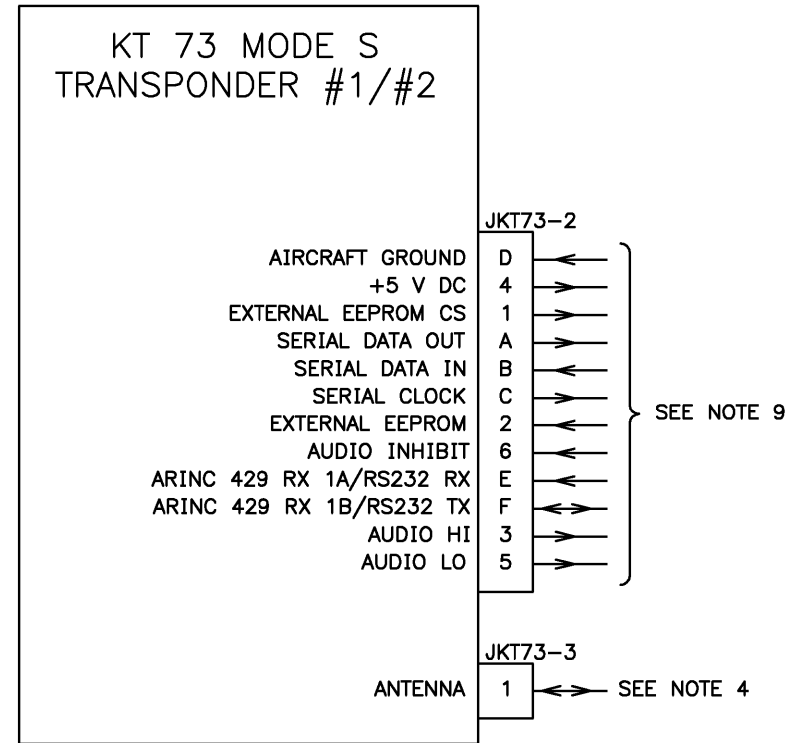 KT 73 MODE S
TRANSPONDER #1/#2
JKT73-2
AIRCRAFT GROUND D
+5 V DC 4
EXTERNAL EEPROM CS 1
SERIAL DATA OUT A
SERIAL DATA IN B
SERIAL CLOCK C
EXTERNAL EEPROM 2
SEE NOTE 9
AUDIO INHIBIT 6
ARINC 429 RX 1A/RS232 RX E
ARINC 429 RX 1B/RS232 TX F
AUDIO HI 3
AUDIO LO 5
JKT73-3
ANTENNA 1 SEE NOTE 4